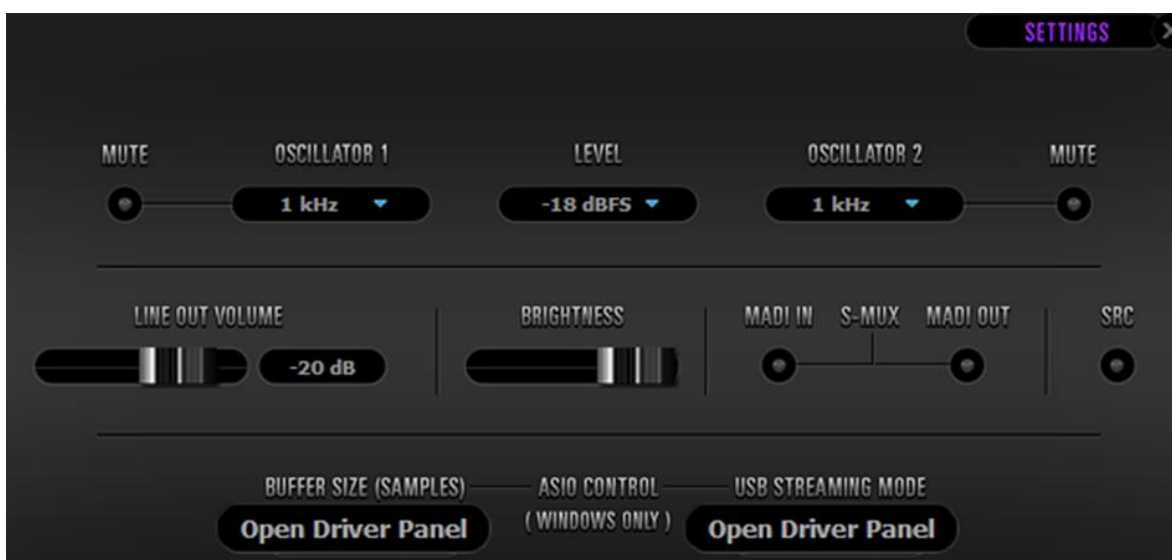 SETTINGS
MUTE OSCILLATOR 1 LEVEL OSCILLATOR 2 MUTE
1 kHz -18 dBFS 1 kHz
LINE OUT VOLUME BRIGHTNESS MADI IN S-MUX MADI OUT SRC
-20 dB
BUFFER SIZE (SAMPLES) ASIO CONTROL USB STREAMING MODE
( WINDOWS ONLY )
Open Driver Panel Open Driver Panel